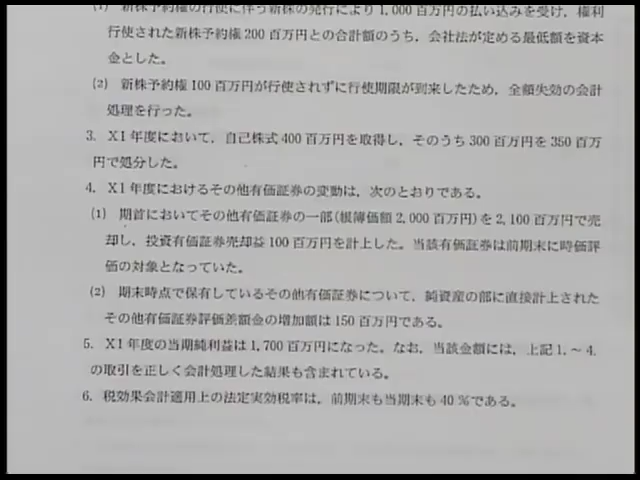 (1) 新株予約権の行使に伴う新株の発行により1,000百万円の払い込みを受け，権利
行使された新株予約権200百万円との合計額のうち，会社法が定める最低額を資本
金とした。
(2) 新株予約権100百万円が行使されずに行使期限が到来したため，全額失効の会計
処理を行った。
3. X1年度において，自己株式400百万円を取得し，そのうち300百万円を350百万
円で処分した。
4. X1年度におけるその他有価証券の変動は，次のとおりである。
(1) 期首においてその他有価証券の一部(帳簿価額2,000百万円)を2,100百万円で売
却し，投資有価証券売却益100百万円を計上した。当該有価証券は前期末に時価評
価の対象となっていた。
(2) 期末時点で保有しているその他有価証券について，純資産の部に直接計上された
その他有価証券評価差額金の増加額は150百万円である。
5. X1年度の当期純利益は1,700百万円になった。なお，当該金額には，上記1.～4.
の取引を正しく会計処理した結果も含まれている。
6. 税効果会計適用上の法定実効税率は，前期末も当期末も40％である。